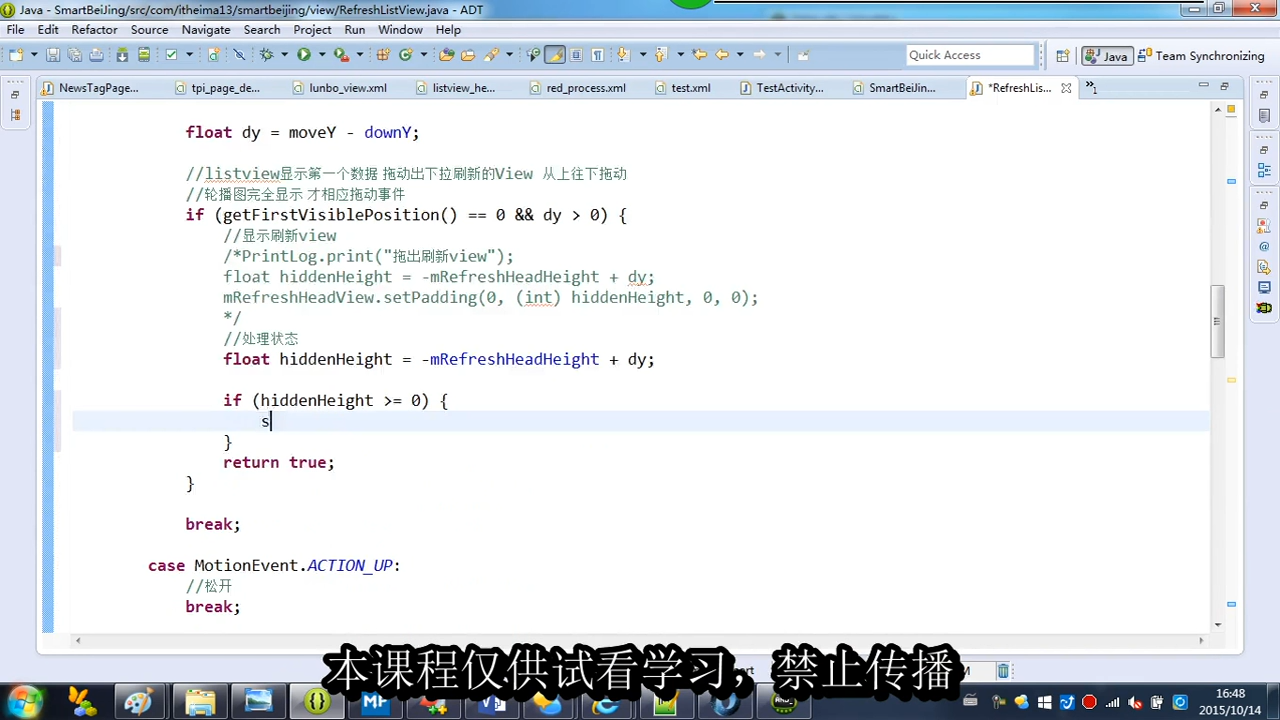 Java - SmartBeiJing/src/com/itheima13/smartbeijing/view/RefreshListView.java - ADT
File Edit Refactor Source Navigate Search Project Run Window Help
Quick Access Java Team Synchronizing
NewsTagPage... tpi_page_de... lunbo_view.xml listview_he... red_process.xml test.xml TestActivity... SmartBeiJin... *RefreshLis... »1
float dy = moveY - downY;
//listview显示第一个数据 拖动出下拉刷新的View 从上往下拖动
//轮播图完全显示 才相应拖动事件
if (getFirstVisiblePosition() == 0 && dy > 0) {
//显示刷新view
/*PrintLog.print("拖出刷新view");
float hiddenHeight = -mRefreshHeadHeight + dy;
mRefreshHeadView.setPadding(0, (int) hiddenHeight, 0, 0);
*/
//处理状态
float hiddenHeight = -mRefreshHeadHeight + dy;
if (hiddenHeight >= 0) {
s
}
return true;
}
break;
case MotionEvent.ACTION_UP:
//松开
break;
本课程仅供试看学习，禁止传播
16:48
2015/10/14